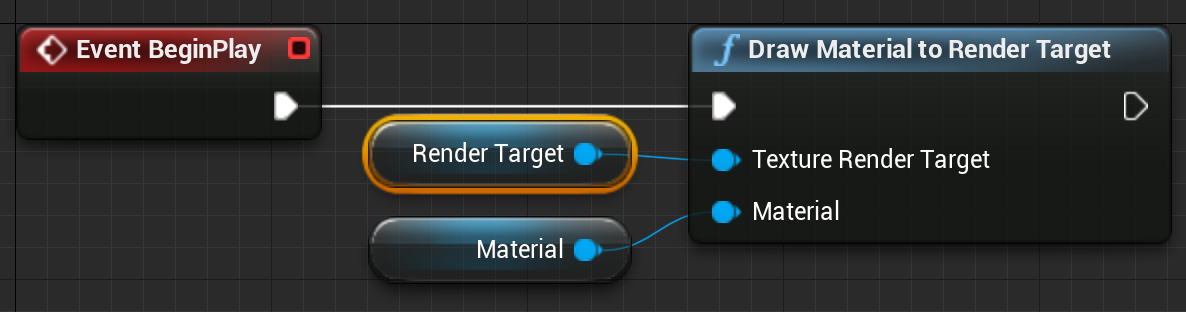 Event BeginPlay
Draw Material to Render Target
Render Target
Texture Render Target
Material
Material